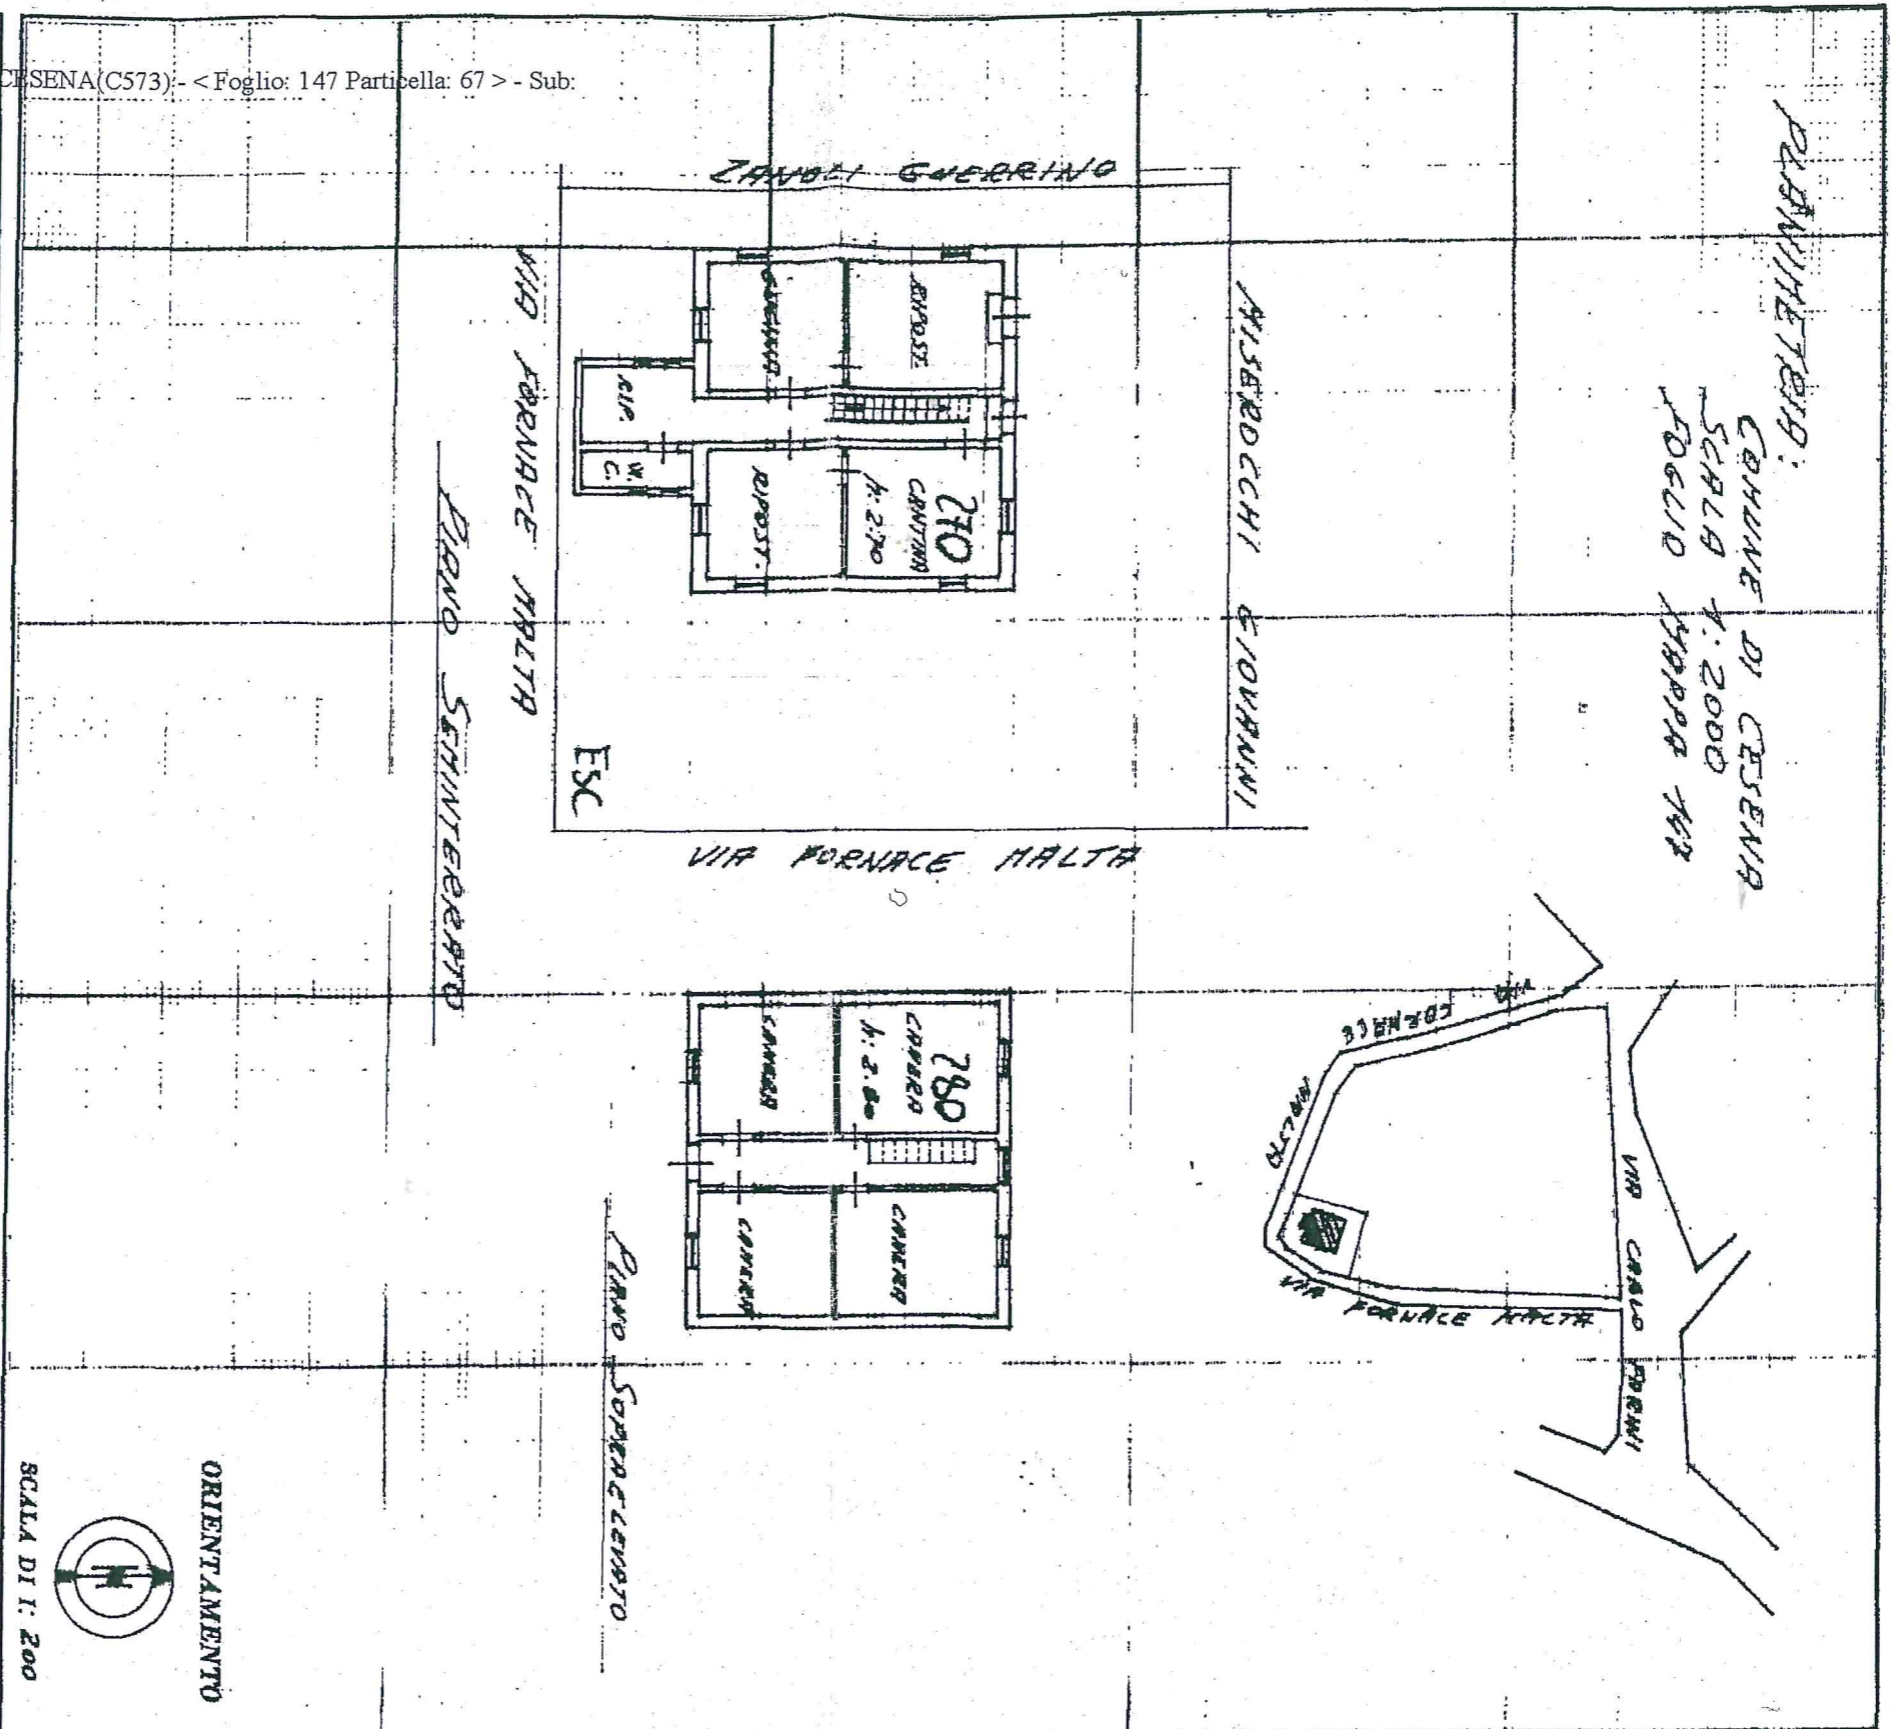 CESENA(C573) - < Foglio: 147 Particella: 67 > - Sub:
PLANIMETRIA:
COMUNE DI CESENA
SCALA 1:2000
FOGLIO MAPPA 147
ZANOLI GUERRINO
MISEROCCHI GIOVANNI
VIA FORNACE MALTA
VIA FORNACE MALTA
RIPOST.
CUCINA
RIP.
W.
C.
RIPOST.
270
CANTINA
h: 2.70
ESC
PIANO SEMINTERRATO
280
CAMERA
h: 2.80
CAMERA
CAMERA
CAMERA
PIANO SOPRAELEVATO
VIA
FORNACE
VIA FORNACE MALTA
VIA CARLO FORNI
ORIENTAMENTO
N
SCALA DI 1: 200